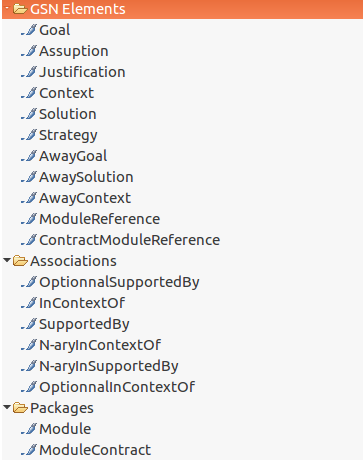 GSN Elements
Goal
Assuption
Justification
Context
Solution
Strategy
AwayGoal
AwaySolution
AwayContext
ModuleReference
ContractModuleReference
Associations
OptionnalSupportedBy
InContextOf
SupportedBy
N-aryInContextOf
N-aryInSupportedBy
OptionnalInContextOf
Packages
Module
ModuleContract